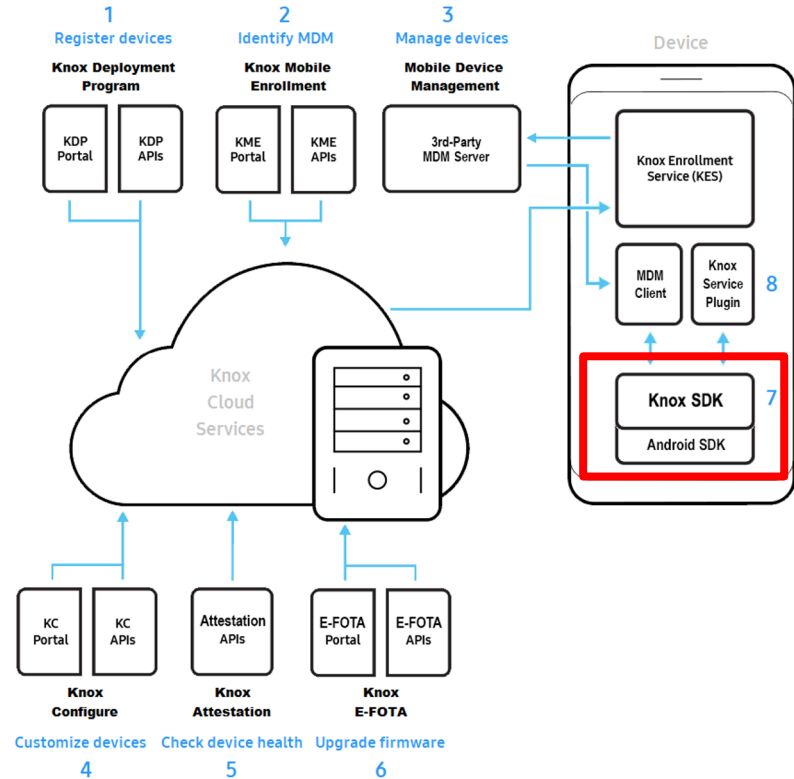 1
Register devices
Knox Deployment
Program
KDP
Portal
KDP
APIs
2
Identify MDM
Knox Mobile
Enrollment
KME
Portal
KME
APIs
3
Manage devices
Mobile Device
Management
3rd-Party
MDM Server
Device
Knox Enrollment
Service (KES)
MDM
Client
Knox
Service
Plugin
8
Knox SDK
7
Android SDK
Knox
Cloud
Services
KC
Portal
KC
APIs
Knox
Configure
Customize devices
4
Attestation
APIs
Knox
Attestation
Check device health
5
E-FOTA
Portal
E-FOTA
APIs
Knox
E-FOTA
Upgrade firmware
6